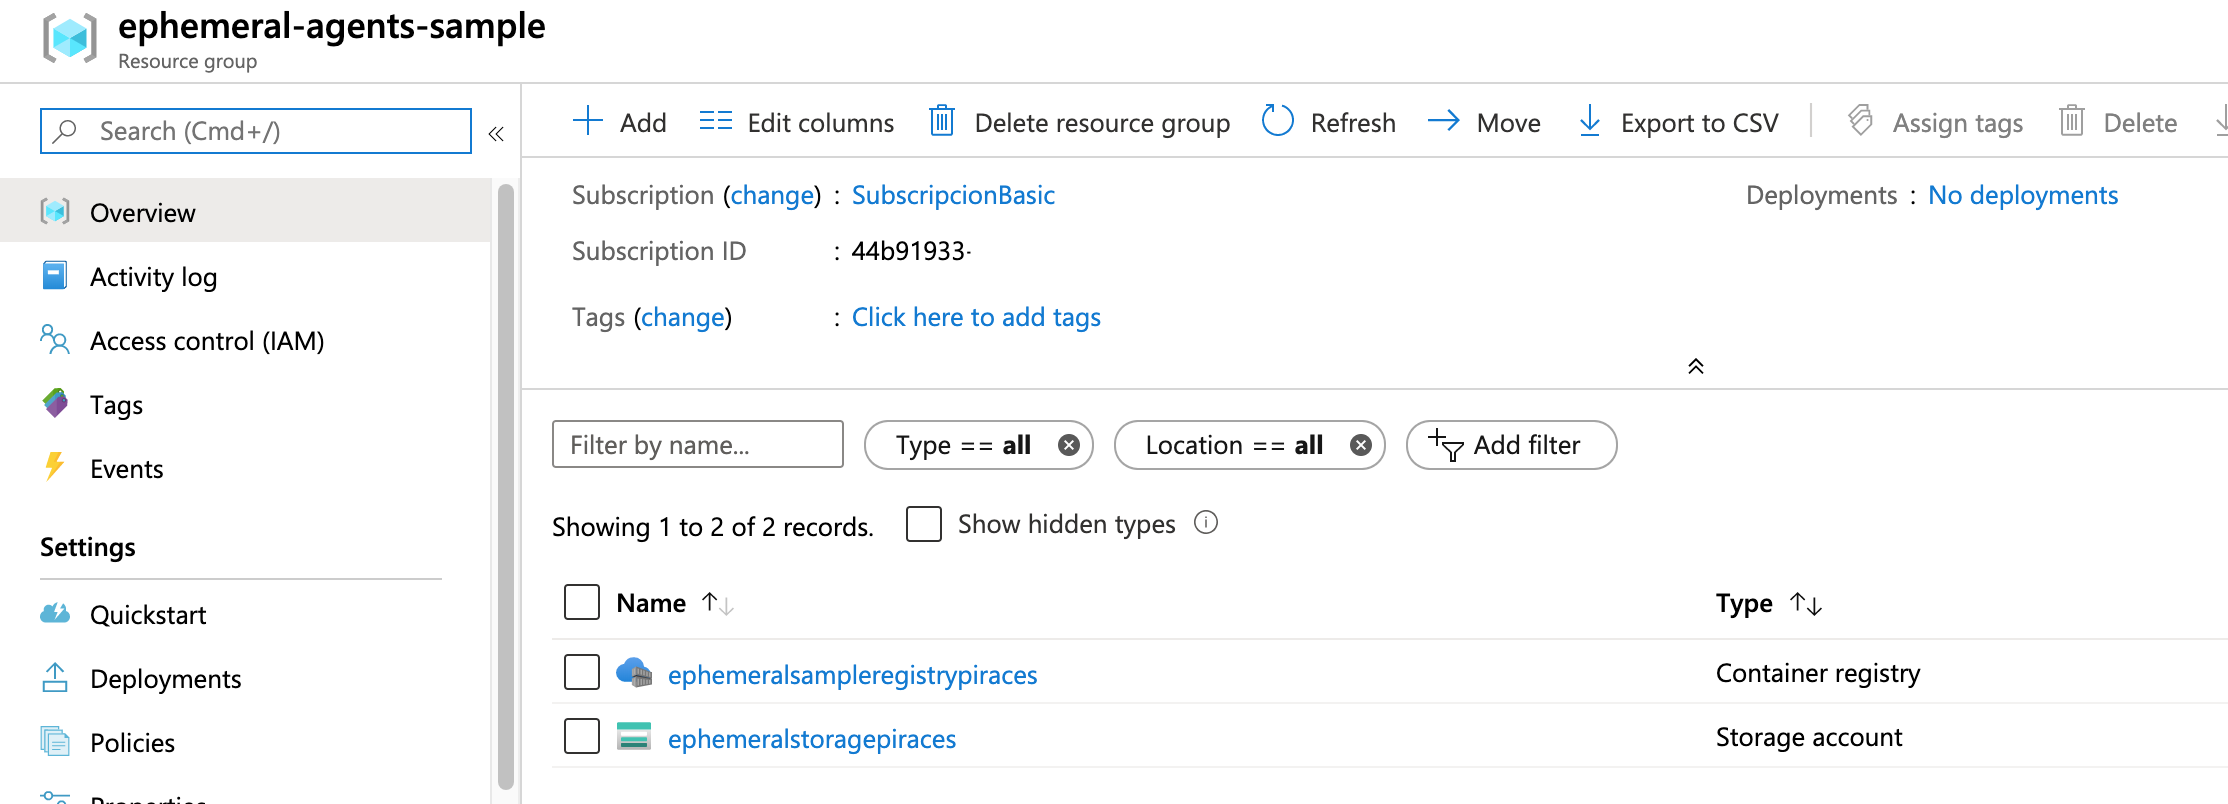 ephemeral-agents-sample
Resource group
Search (Cmd+/)
«
Overview
Activity log
Access control (IAM)
Tags
Events
Settings
Quickstart
Deployments
Policies
Properties
Add
Edit columns
Delete resource group
Refresh
Move
Export to CSV
Assign tags
Delete
Subscription (change) : SubscripcionBasic
Deployments : No deployments
Subscription ID : 44b91933-
Tags (change) : Click here to add tags
Filter by name...
Type == all
Location == all
Add filter
Showing 1 to 2 of 2 records.
Show hidden types
Name ↑↓
Type ↑↓
ephemeralsampleregistrypiraces
Container registry
ephemeralstoragepiraces
Storage account